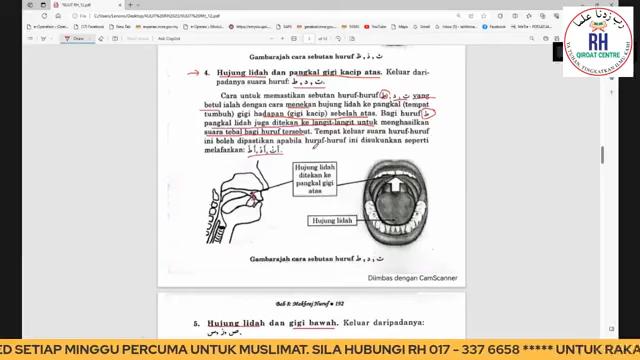 Gambarajah cara sebutan huruf ت , ذ , ط
4. Hujung lidah dan pangkal gigi kacip atas. Keluar dari-
padanya suara huruf: ت , د , ط.
Cara untuk memastikan sebutan huruf-huruf ت , د , ط yang
betul ialah dengan cara menekan hujung lidah ke pangkal (tempat
tumbuh) gigi hadapan (gigi kacip) sebelah atas. Bagi huruf ط
pangkal lidah juga ditekan ke langit-langit untuk menghasilkan
suara tebal bagi huruf tersebut. Tempat keluar suara huruf-huruf
ini boleh dipastikan apabila huruf-huruf ini disukunkan seperti
melafazkan:
Hujung lidah
ditekan ke
pangkal gigi
atas
Hujung lidah
Gambarajah cara sebutan huruf ت , د , ط
Diimbas dengan CamScanner
Bab 8: Makhraj Huruf • 192
5. Hujung lidah dan gigi bawah. Keluar daripadanya:
ص , ز , س.
RH
QIROAT CENTRE
ED SETIAP MINGGU PERCUMA UNTUK MUSLIMAT. SILA HUBUNGI RH 017 - 337 6658 *****UNTUK RAKA